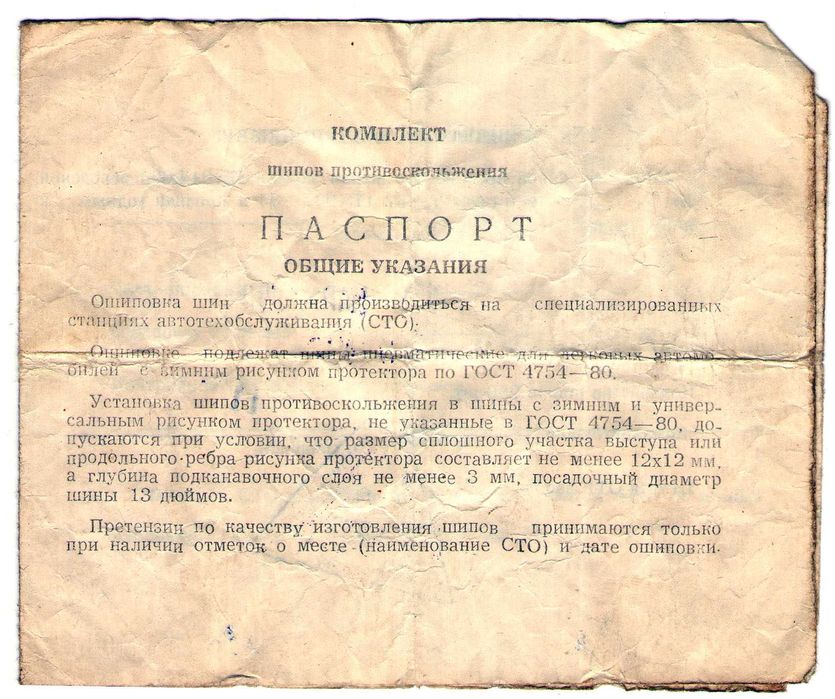 КОМПЛЕКТ
шипов противоскольжения
ПАСПОРТ
ОБЩИЕ УКАЗАНИЯ
Ошиповка шин должна производиться на специализированных
станциях автотехобслуживания (СТО).
Ошиповке подлежат шины пневматические для легковых автомо-
билей с зимним рисунком протектора по ГОСТ 4754—80.
Установка шипов противоскольжения в шины с зимним и универ-
сальным рисунком протектора, не указанные в ГОСТ 4754—80, до-
пускаются при условии, что размер сплошного участка выступа или
продольного ребра рисунка протектора составляет не менее 12х12 мм,
а глубина подканавочного слоя не менее 3 мм, посадочный диаметр
шины 13 дюймов.
Претензии по качеству изготовления шипов принимаются только
при наличии отметок о месте (наименование СТО) и дате ошиповки.